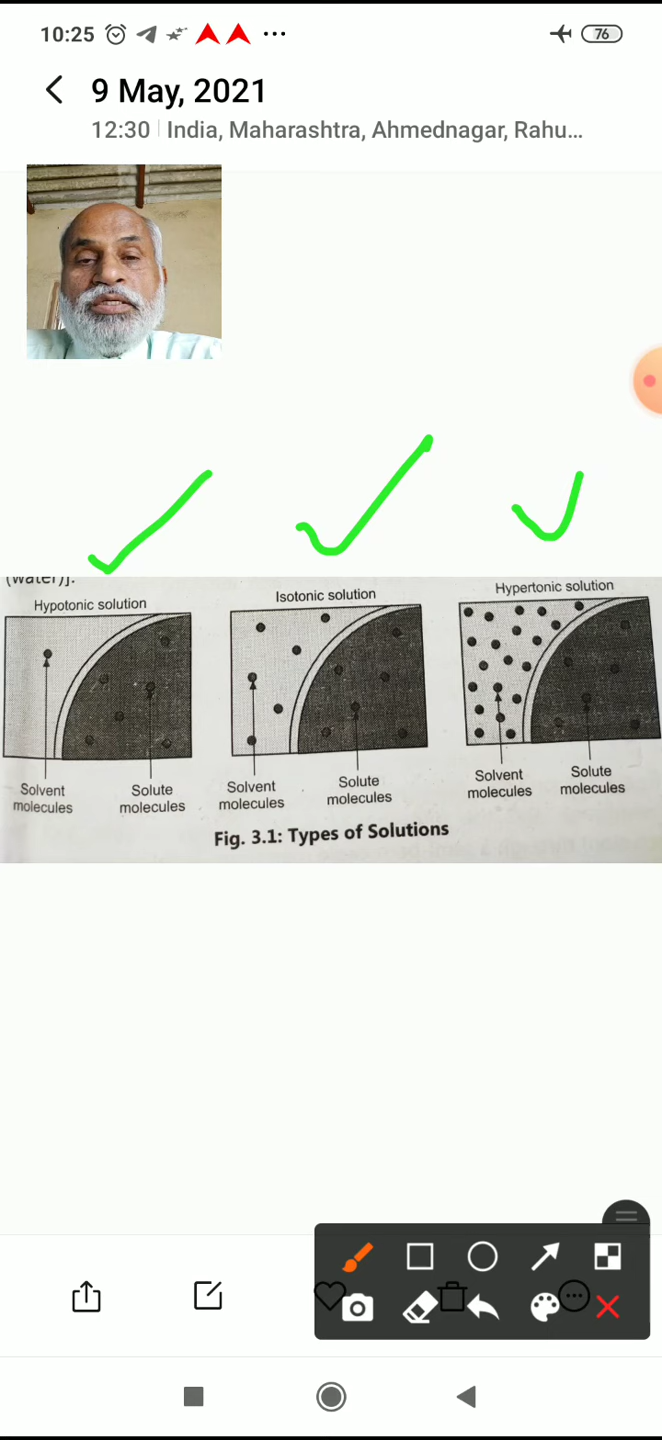 10:25
76
9 May, 2021
12:30 India, Maharashtra, Ahmednagar, Rahu...
(water)].
Hypotonic solution
Isotonic solution
Hypertonic solution
Solvent
molecules
Solute
molecules
Solvent
molecules
Solute
molecules
Solvent
molecules
Solute
molecules
Fig. 3.1: Types of Solutions